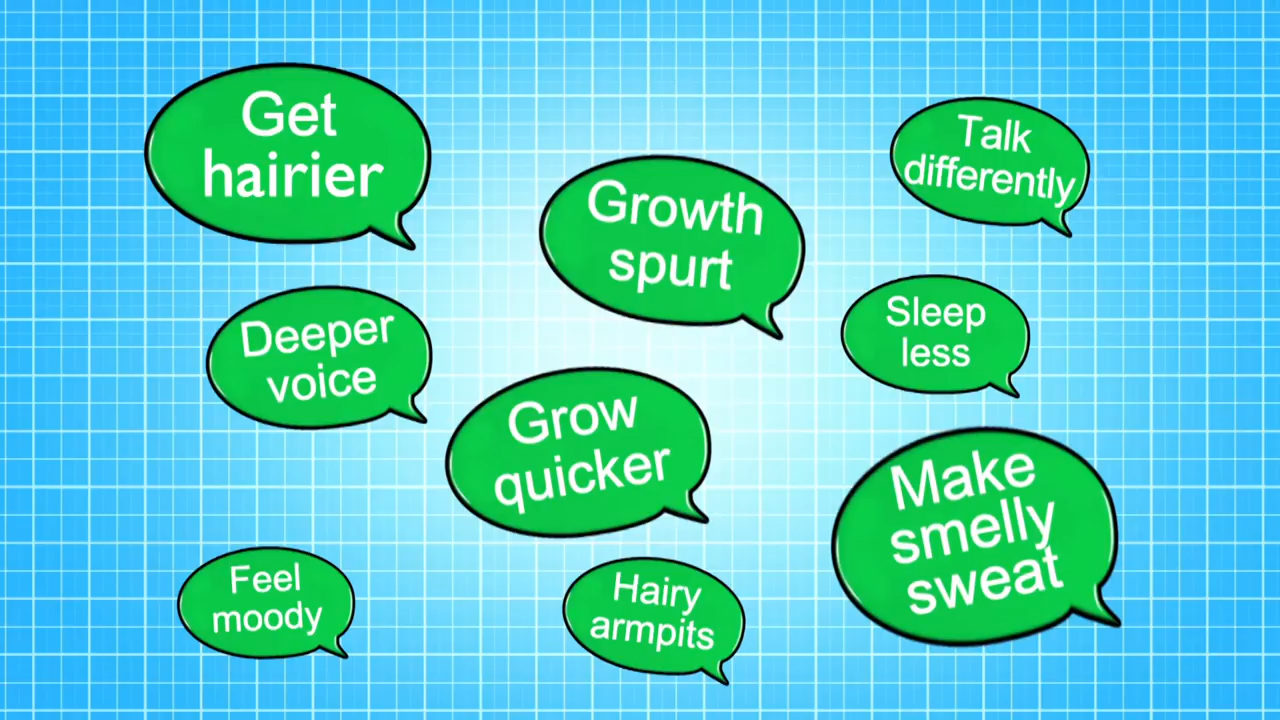 Get
hairier
Talk
differently
Growth
spurt
Deeper
voice
Sleep
less
Grow
quicker
Make
smelly
sweat
Feel
moody
Hairy
armpits